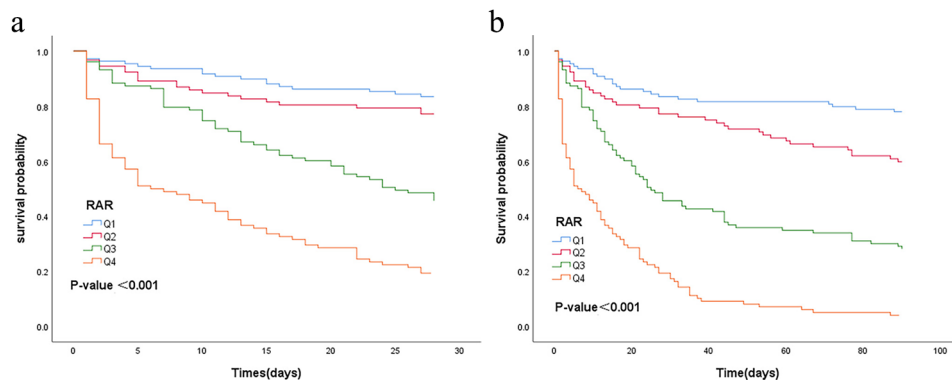 a
1.0
0.8
0.6
0.4
0.2
0.0
survival probability
RAR
Q1
Q2
Q3
Q4
P-value <0.001
0 5 10 15 20 25 30
Times(days)
b
1.0
0.8
0.6
0.4
0.2
0.0
Survival probability
RAR
Q1
Q2
Q3
Q4
P-value <0.001
0 20 40 60 80 100
Time(days)